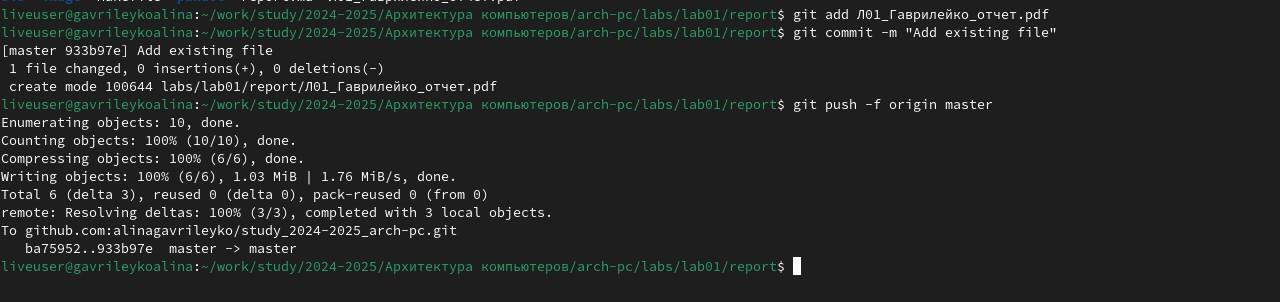 liveuser@gavrileykoalina:~/work/study/2024-2025/Архитектура компьютеров/arch-pc/labs/lab01/report$ git add Л01_Гаврилейко_отчет.pdf
liveuser@gavrileykoalina:~/work/study/2024-2025/Архитектура компьютеров/arch-pc/labs/lab01/report$ git commit -m "Add existing file"
[master 933b97e] Add existing file
 1 file changed, 0 insertions(+), 0 deletions(-)
 create mode 100644 labs/lab01/report/Л01_Гаврилейко_отчет.pdf
liveuser@gavrileykoalina:~/work/study/2024-2025/Архитектура компьютеров/arch-pc/labs/lab01/report$ git push -f origin master
Enumerating objects: 10, done.
Counting objects: 100% (10/10), done.
Compressing objects: 100% (6/6), done.
Writing objects: 100% (6/6), 1.03 MiB | 1.76 MiB/s, done.
Total 6 (delta 3), reused 0 (delta 0), pack-reused 0 (from 0)
remote: Resolving deltas: 100% (3/3), completed with 3 local objects.
To github.com:alinagavrileyko/study_2024-2025_arch-pc.git
   ba75952..933b97e  master -> master
liveuser@gavrileykoalina:~/work/study/2024-2025/Архитектура компьютеров/arch-pc/labs/lab01/report$